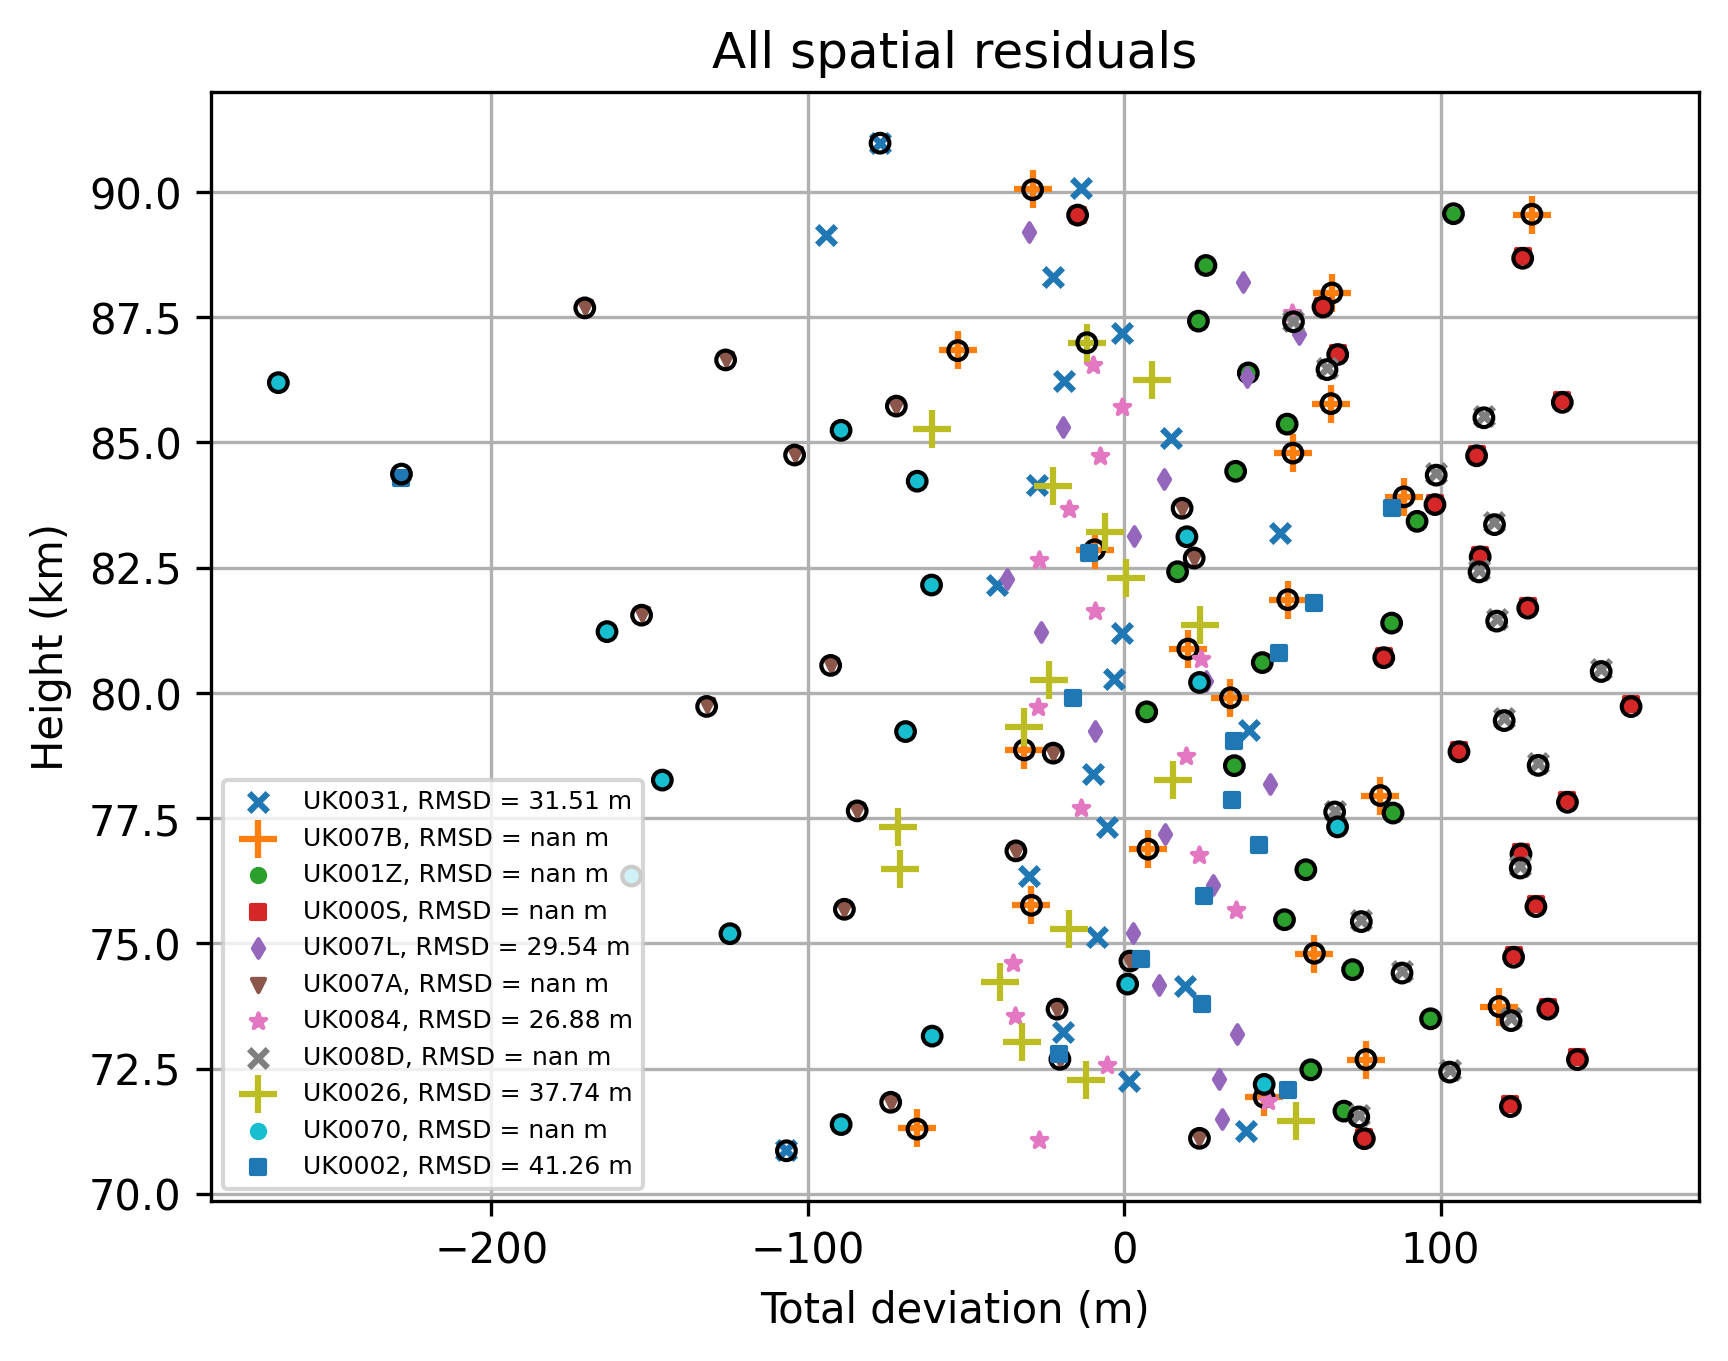 All spatial residuals
Height (km)
90.0
87.5
85.0
82.5
80.0
77.5
75.0
72.5
70.0
UK0031, RMSD = 31.51 m
UK007B, RMSD = nan m
UK001Z, RMSD = nan m
UK000S, RMSD = nan m
UK007L, RMSD = 29.54 m
UK007A, RMSD = nan m
UK0084, RMSD = 26.88 m
UK008D, RMSD = nan m
UK0026, RMSD = 37.74 m
UK0070, RMSD = nan m
UK0002, RMSD = 41.26 m
−200 −100 0 100
Total deviation (m)